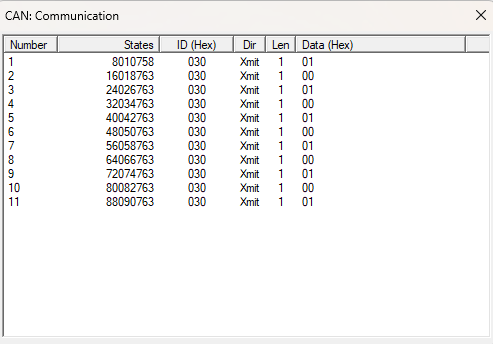 CAN: Communication
Number States ID (Hex) Dir Len Data (Hex)
1 8010758 030 Xmit 1 01
2 16018763 030 Xmit 1 00
3 24026763 030 Xmit 1 01
4 32034763 030 Xmit 1 00
5 40042763 030 Xmit 1 01
6 48050763 030 Xmit 1 00
7 56058763 030 Xmit 1 01
8 64066763 030 Xmit 1 00
9 72074763 030 Xmit 1 01
10 80082763 030 Xmit 1 00
11 88090763 030 Xmit 1 01